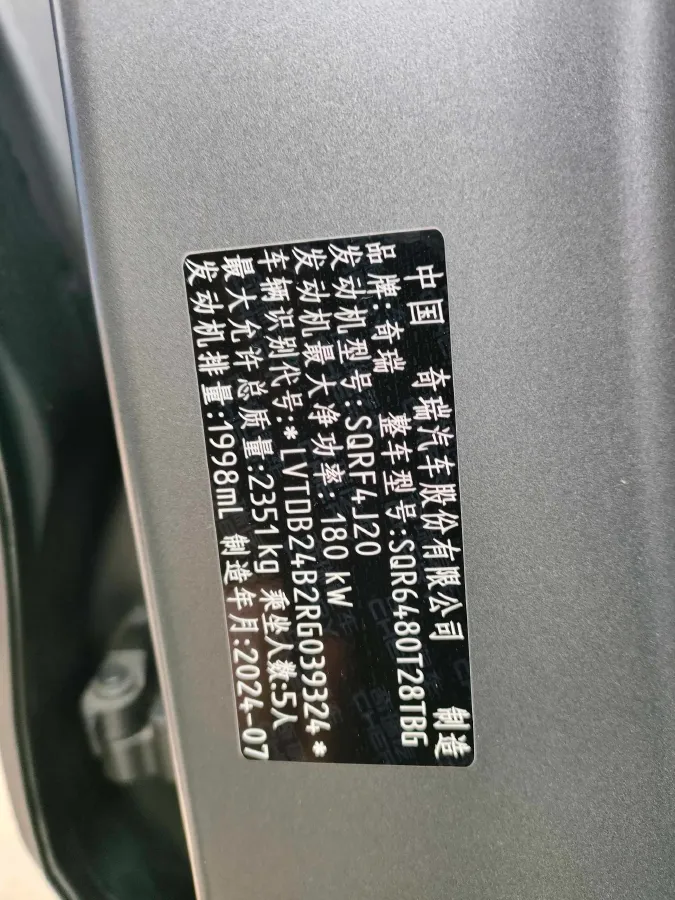 中国 奇瑞汽车股份有限公司 制造
品牌:奇瑞 整车型号:SQR6480T28TBG
发动机型号:SQRF4J20
发动机最大净功率:180 kW
车辆识别代号:*LVTDB24B2RG039324*
最大允许总质量:2351kg 乘坐人数:5人
发动机排量:1998mL 制造年月:2024-07